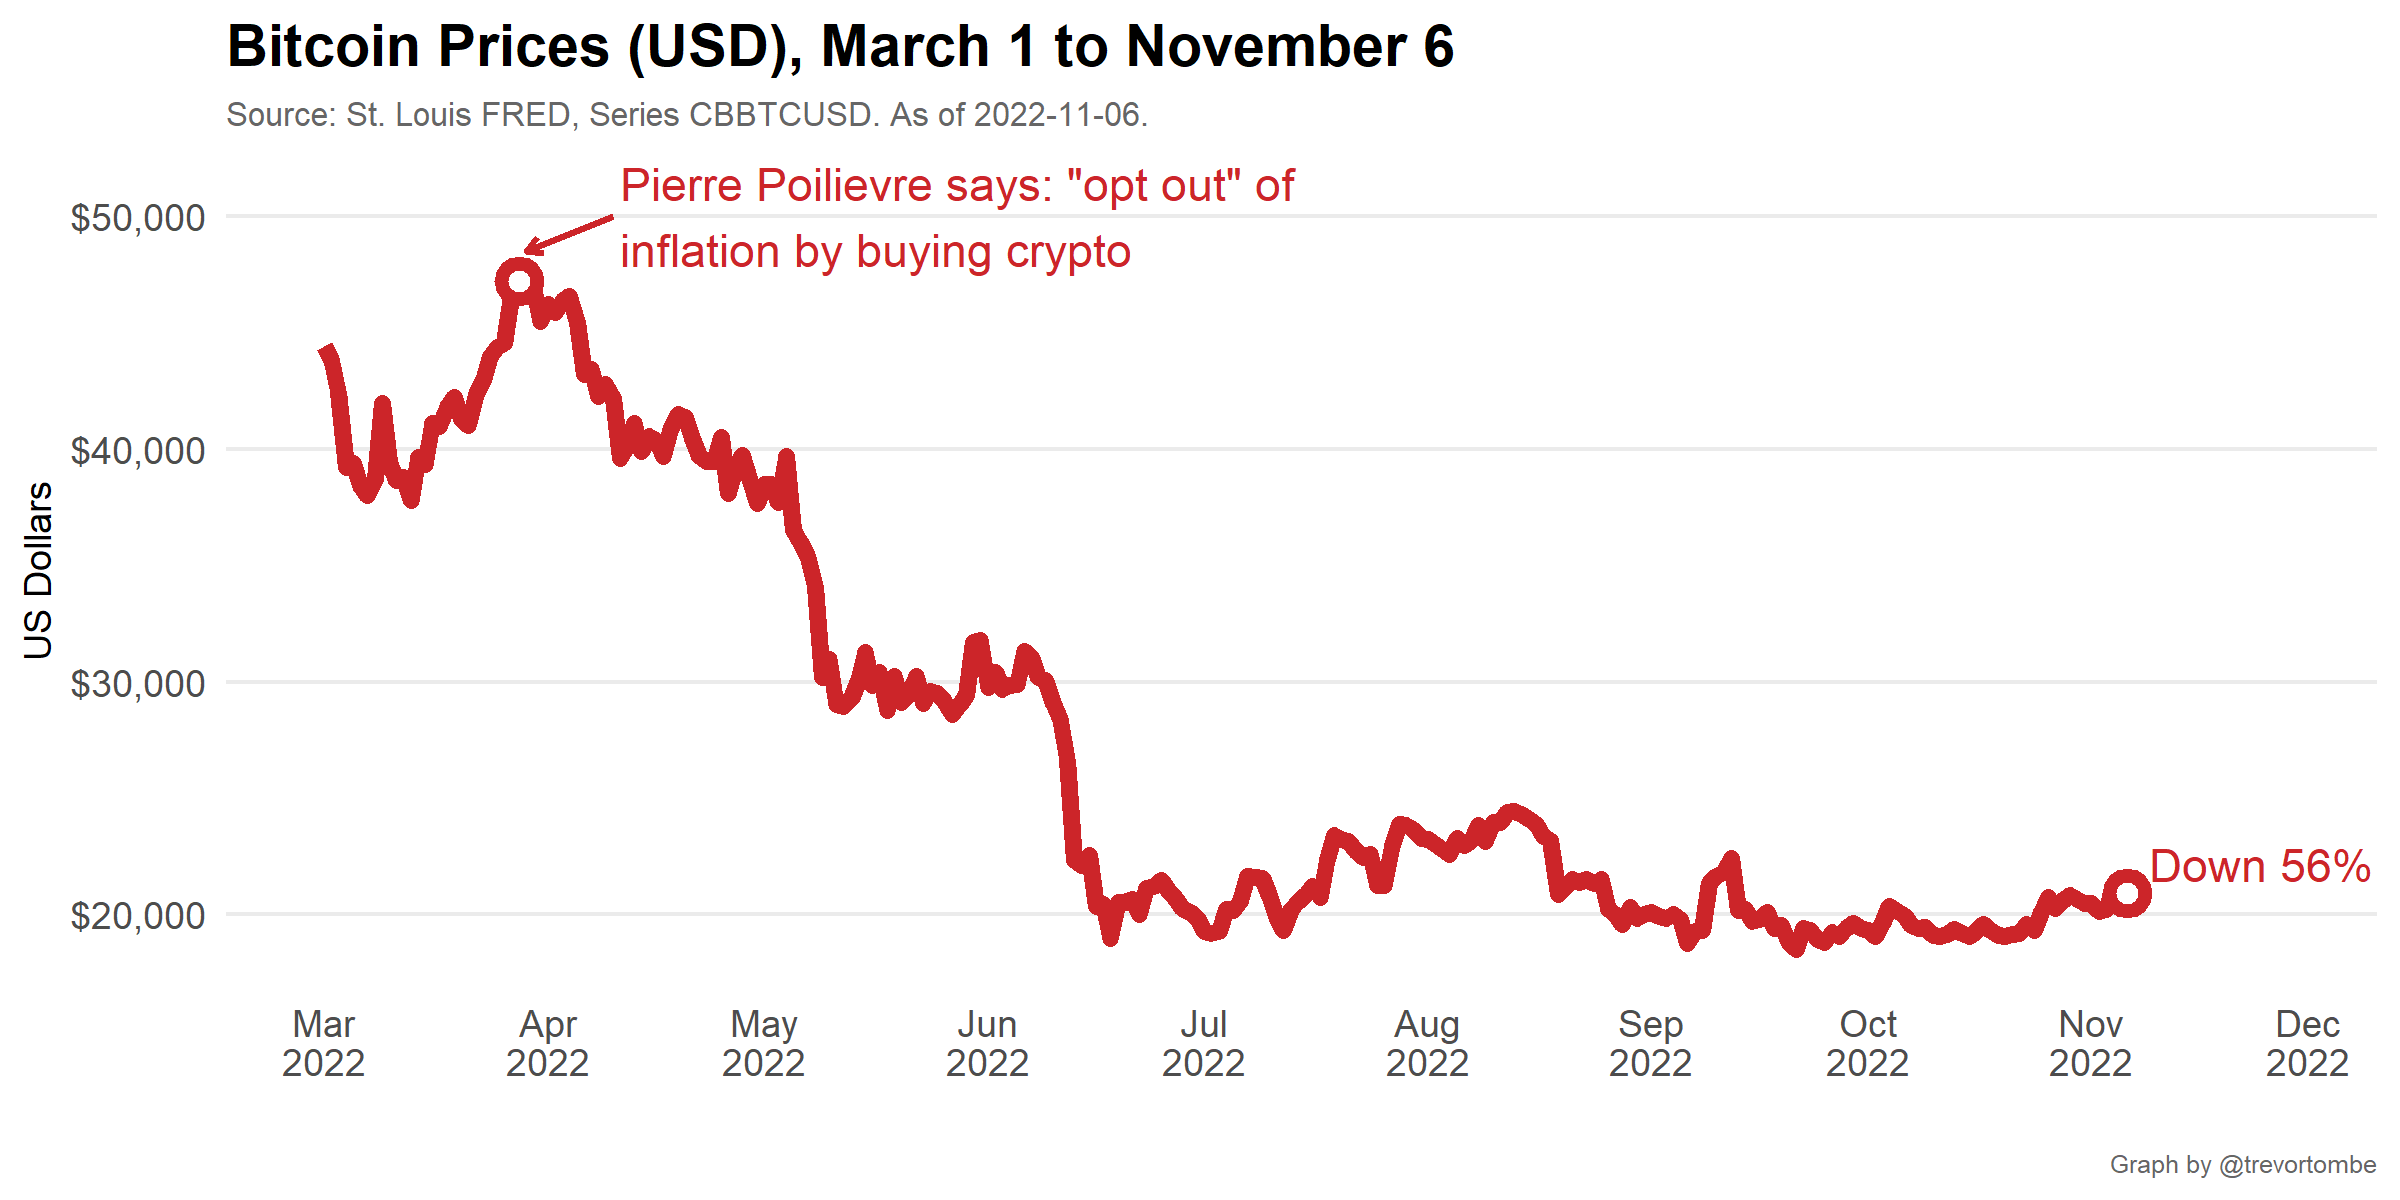 Bitcoin Prices (USD), March 1 to November 6
Source: St. Louis FRED, Series CBBTCUSD. As of 2022-11-06.
Pierre Poilievre says: "opt out" of
inflation by buying crypto
US Dollars
$50,000
$40,000
$30,000
$20,000
Down 56%
Mar
2022
Apr
2022
May
2022
Jun
2022
Jul
2022
Aug
2022
Sep
2022
Oct
2022
Nov
2022
Dec
2022
Graph by @trevortombe